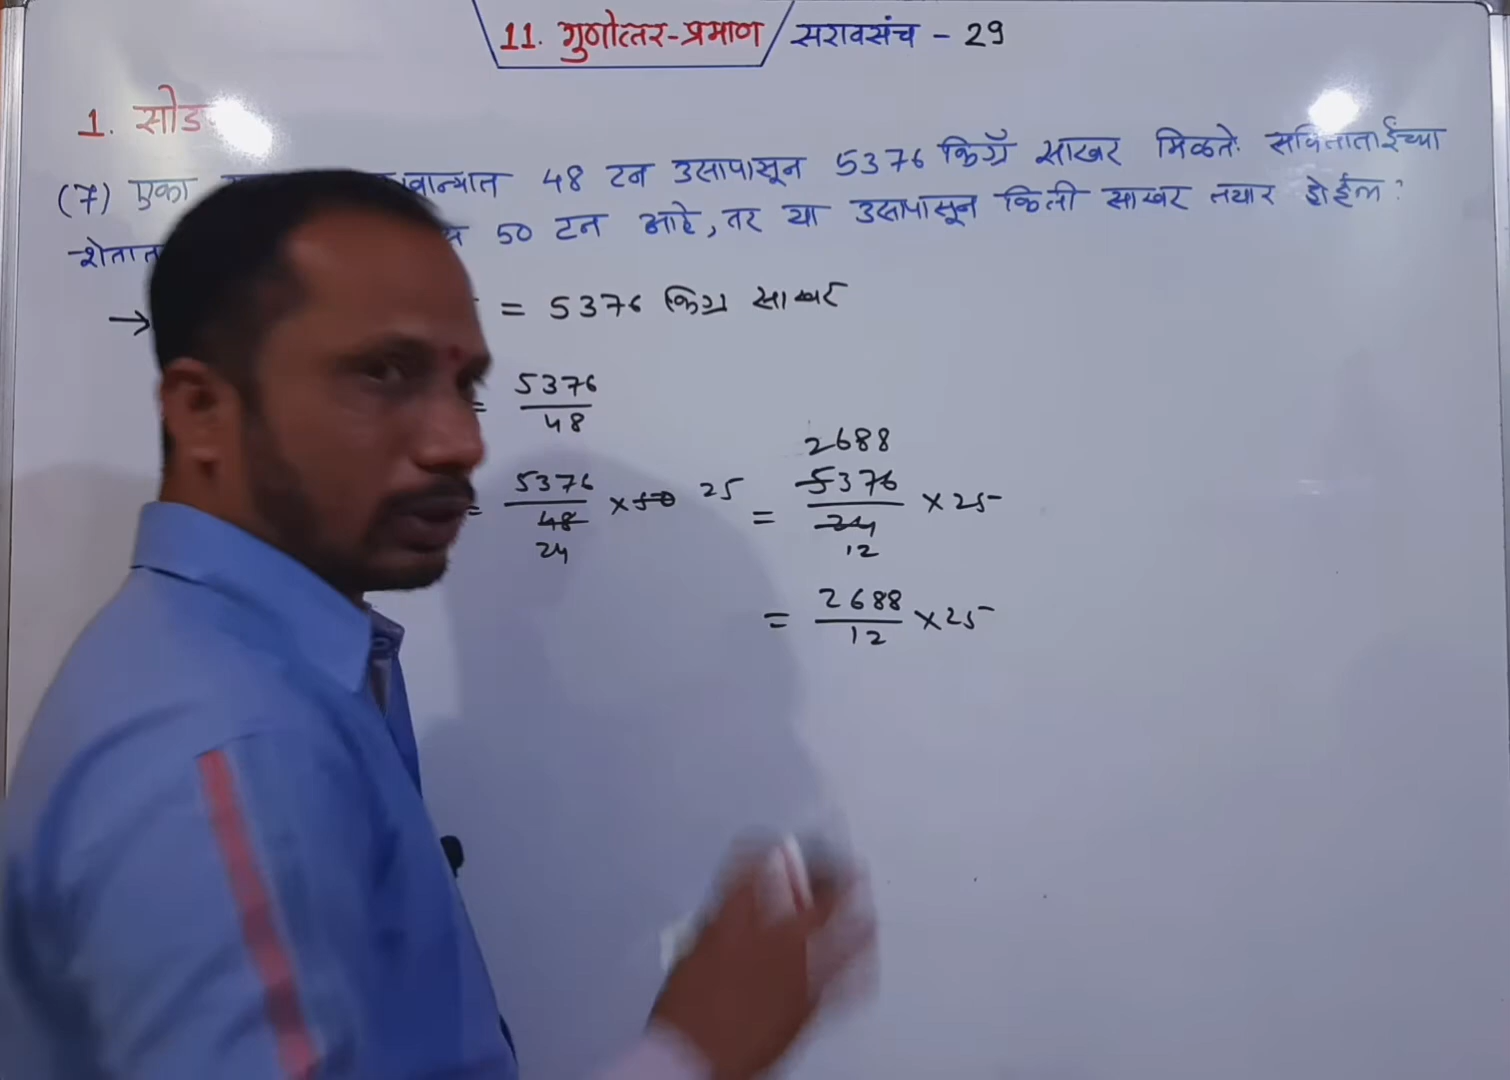 11. गुणोत्तर-प्रमाण / सरावसंच - 29
1. सोड
(7) एका 48 टन उसापासून 5376 किग्रॅ साखर मिळते. सविताताईंच्या
शेतात 50 टन आहे, तर या उसापासून किती साखर तयार होईल?
→ = 5376 किग्र साखर
= 5376/48
= 5376/48 × 50 25 = 5376/24 × 25
24
2688
12
= 2688/12 × 25